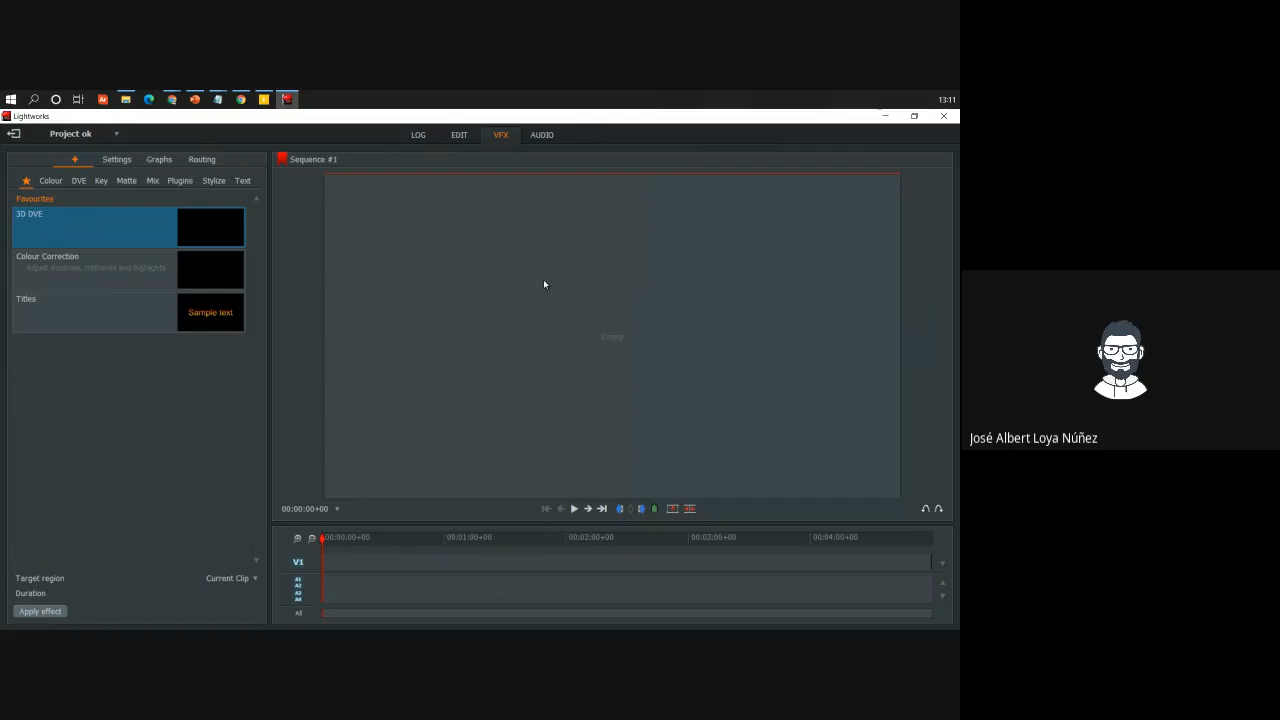 13:11
Lightworks
Project ok
LOG EDIT VFX AUDIO
+ Settings Graphs Routing
Sequence #1
Colour DVE Key Matte Mix Plugins Stylize Text
Favourites
3D DVE
Colour Correction
Adjust shadows, midtones and highlights
Titles
Sample text
Empty
José Albert Loya Núñez
00:00:00+00
00:00:00+00 00:01:00+00 00:02:00+00 00:03:00+00 00:04:00+00
V1
A1
A2
A3
A4
All
Target region Current Clip
Duration
Apply effect